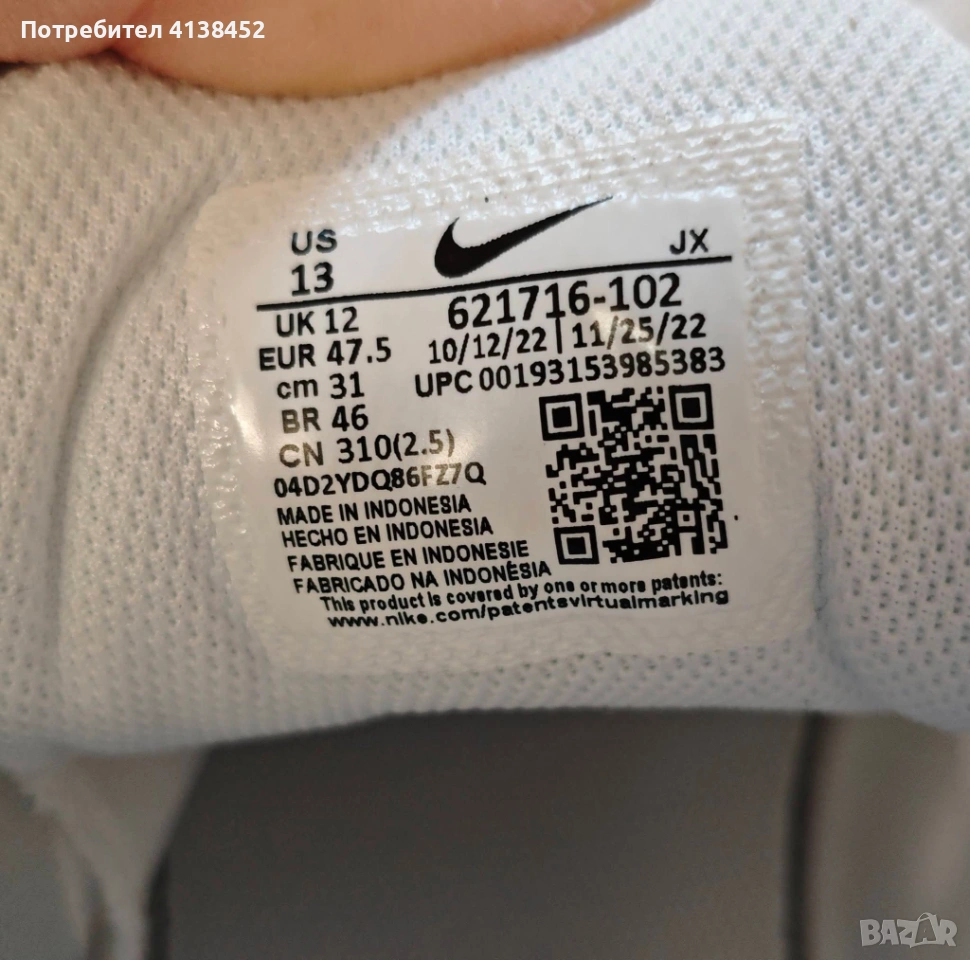 Потребител 4138452
US
13
JX
UK 12
EUR 47.5
cm 31
BR 46
CN 310(2.5)
621716-102
10/12/22 | 11/25/22
UPC 00193153985383
04D2YDQ86FZ7Q
MADE IN INDONESIA
HECHO EN INDONESIA
FABRIQUE EN INDONESIE
FABRICADO NA INDONÉSIA
This product is covered by one or more patents:
www.nike.com/patentsvirtualmarking
BAZAR